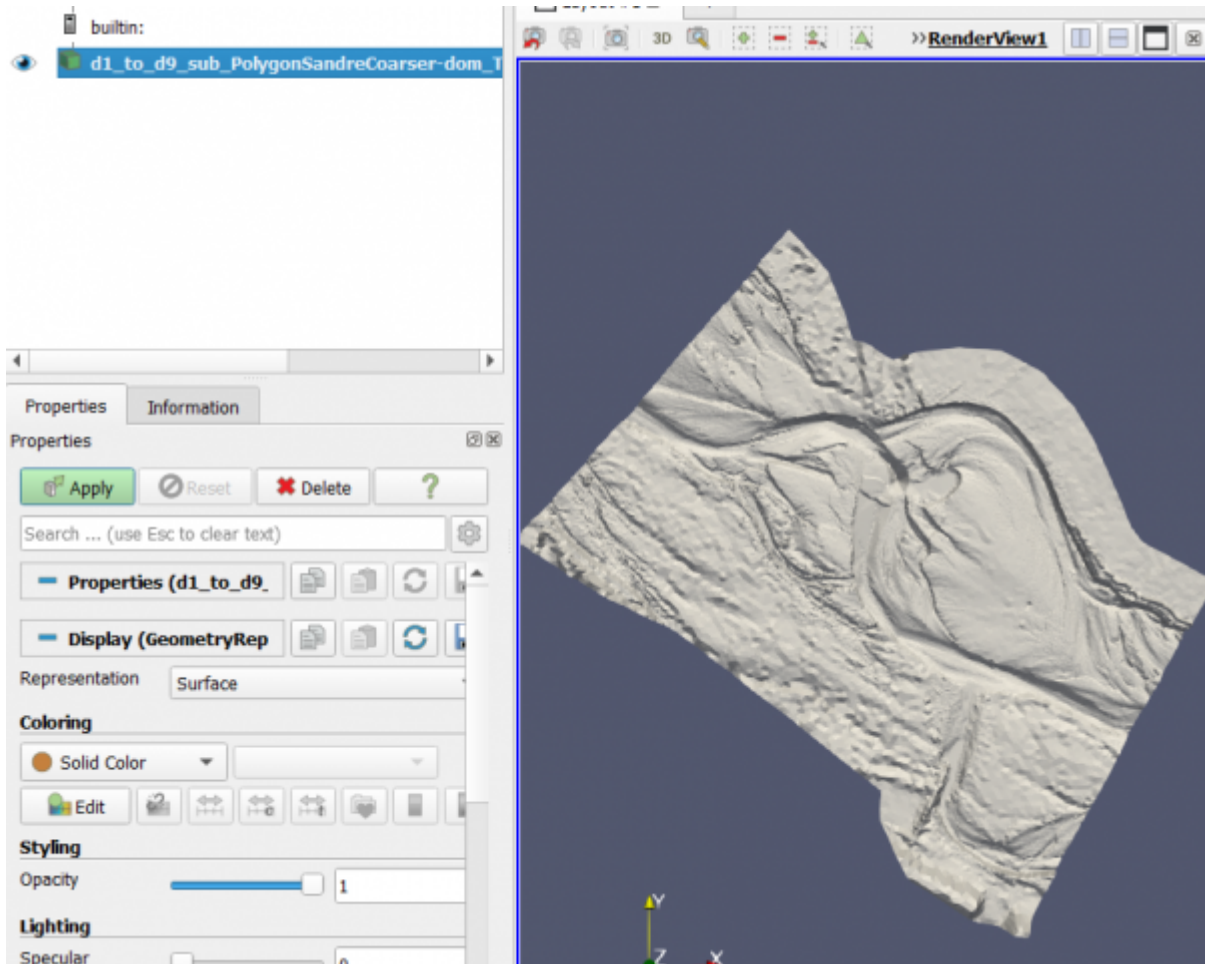 builtin:
d1_to_d9_sub_PolygonSandreCoarser-dom_T
3D
>>RenderView1
Properties
Information
Properties
Apply
Reset
Delete
?
Search ... (use Esc to clear text)
Properties (d1_to_d9_
Display (GeometryRep
Representation
Surface
Coloring
Solid Color
Edit
Styling
Opacity
1
Lighting
Specular
0
Y
Z
X